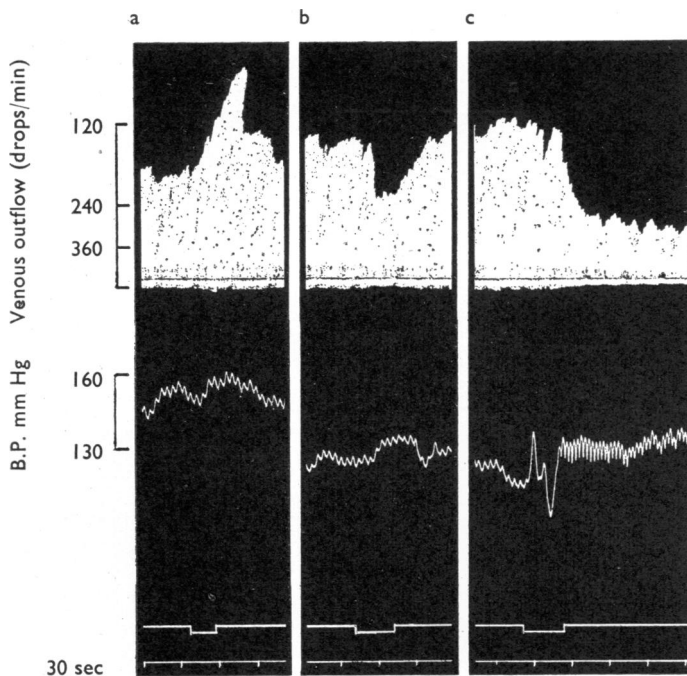 a b c
Venous outflow (drops/min)
120
240
360
B.P. mm Hg
160
130
30 sec